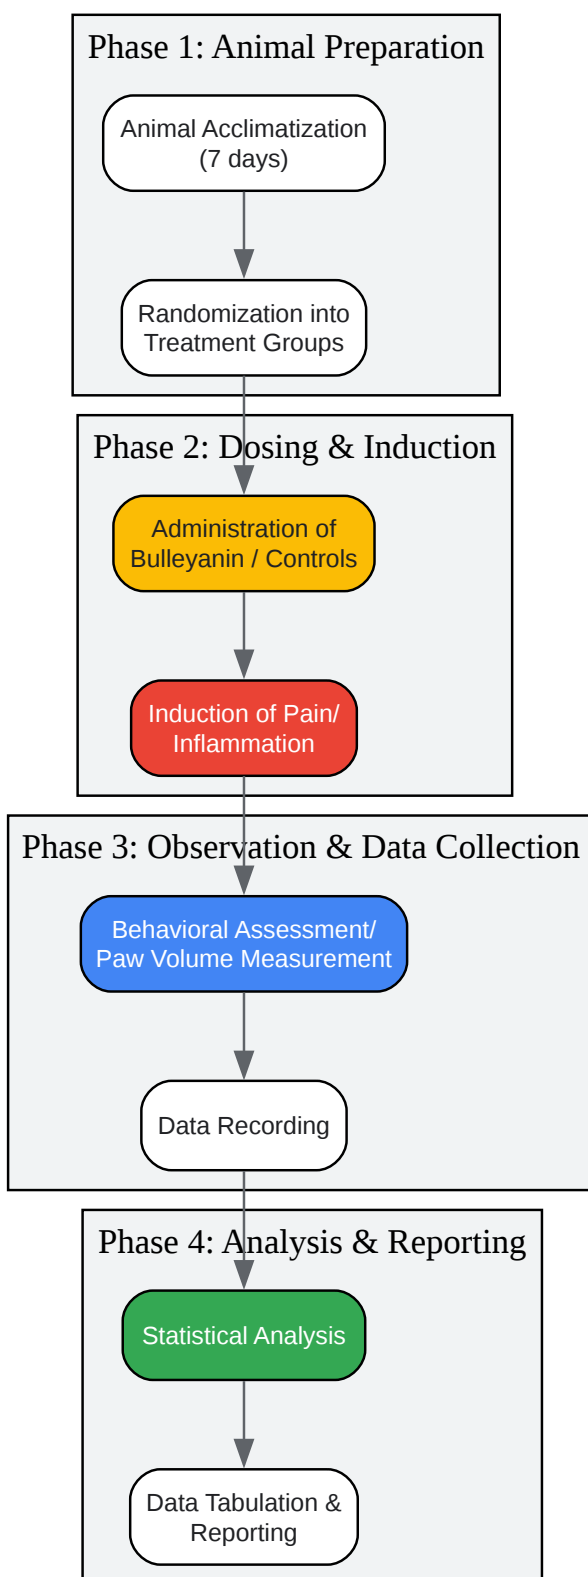 Phase 1: Animal Preparation
Animal Acclimatization
(7 days)
Randomization into
Treatment Groups
Phase 2: Dosing & Induction
Administration of
Bulleyanin / Controls
Induction of Pain/
Inflammation
Phase 3: Observation & Data Collection
Behavioral Assessment/
Paw Volume Measurement
Data Recording
Phase 4: Analysis & Reporting
Statistical Analysis
Data Tabulation &
Reporting